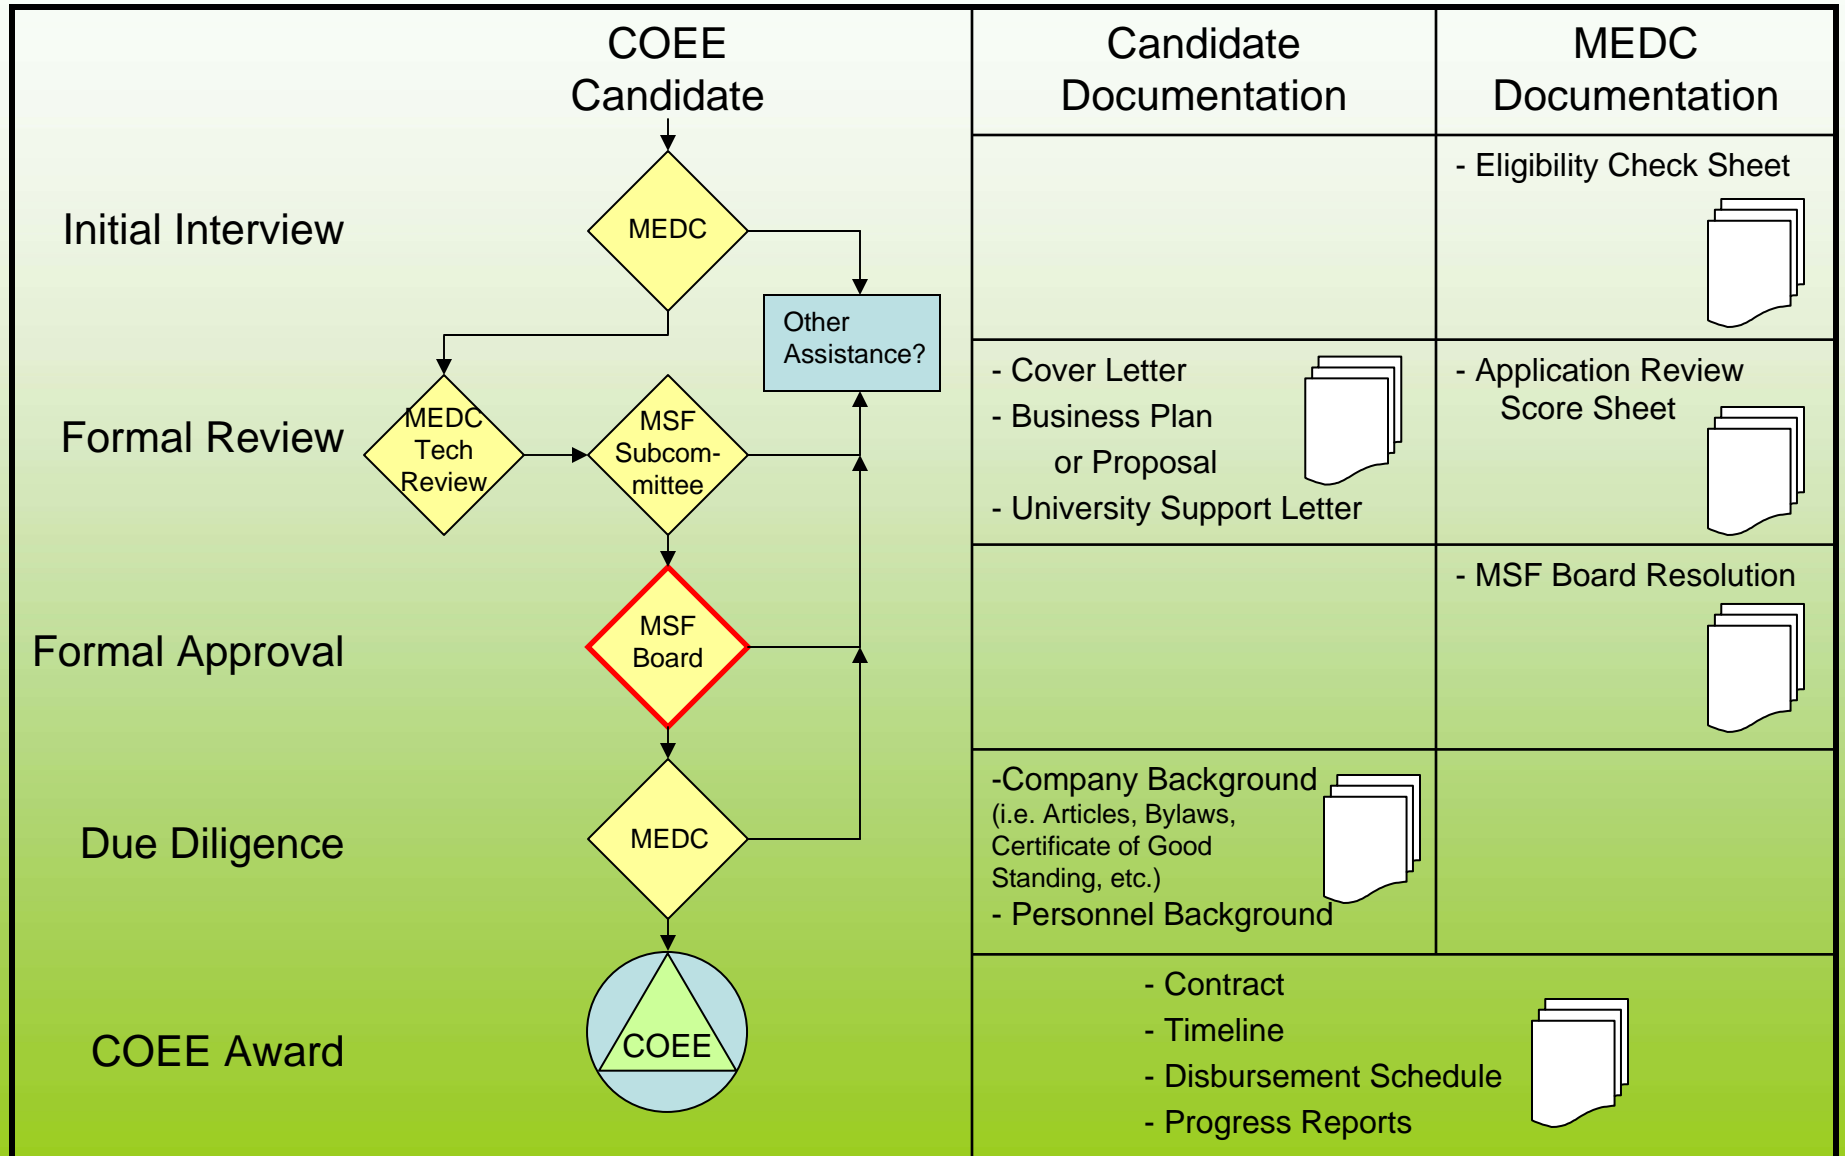 COEE
Candidate
Candidate
Documentation
MEDC
Documentation
Initial Interview
MEDC
Other
Assistance?
- Eligibility Check Sheet
Formal Review
MEDC
Tech
Review
MSF
Subcom-
mittee
- Cover Letter
- Business Plan
or Proposal
- University Support Letter
- Application Review
Score Sheet
Formal Approval
MSF
Board
- MSF Board Resolution
Due Diligence
MEDC
-Company Background
(i.e. Articles, Bylaws,
Certificate of Good
Standing, etc.)
- Personnel Background
COEE Award
COEE
- Contract
- Timeline
- Disbursement Schedule
- Progress Reports